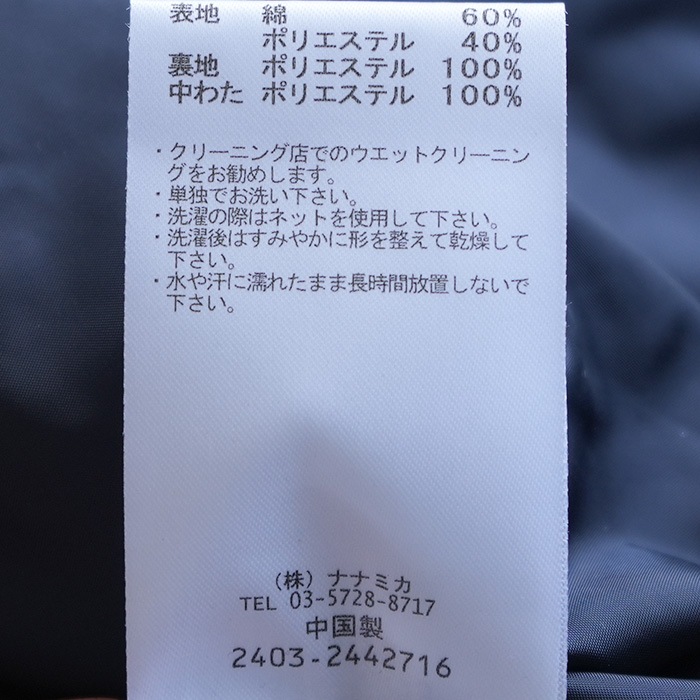 表地 綿 60%
ポリエステル 40%
裏地 ポリエステル 100%
中わた ポリエステル 100%
・クリーニング店でのウエットクリーニン
グをお勧めします。
・単独でお洗い下さい。
・洗濯の際はネットを使用して下さい。
・洗濯後はすみやかに形を整えて乾燥して
下さい。
・水や汗に濡れたまま長時間放置しないで
下さい。
(株) ナナミカ
TEL 03-5728-8717
中国製
2403-2442716